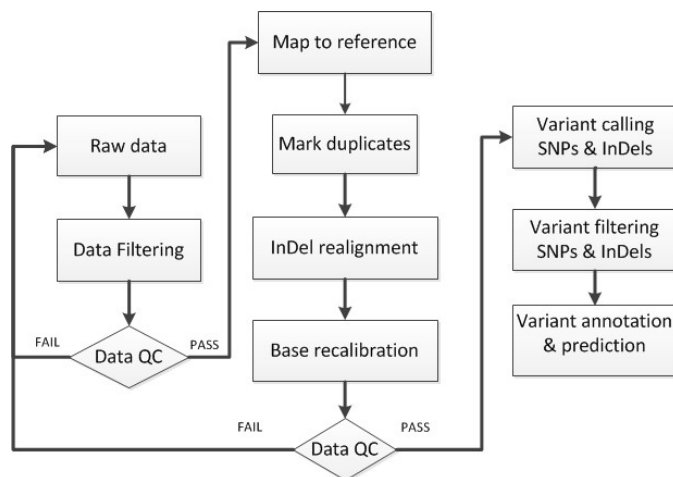 Raw data
Data Filtering
Data QC
FAIL
PASS
Map to reference
Mark duplicates
InDel realignment
Base recalibration
Data QC
FAIL
PASS
Variant calling
SNPs & InDels
Variant filtering
SNPs & InDels
Variant annotation
& prediction